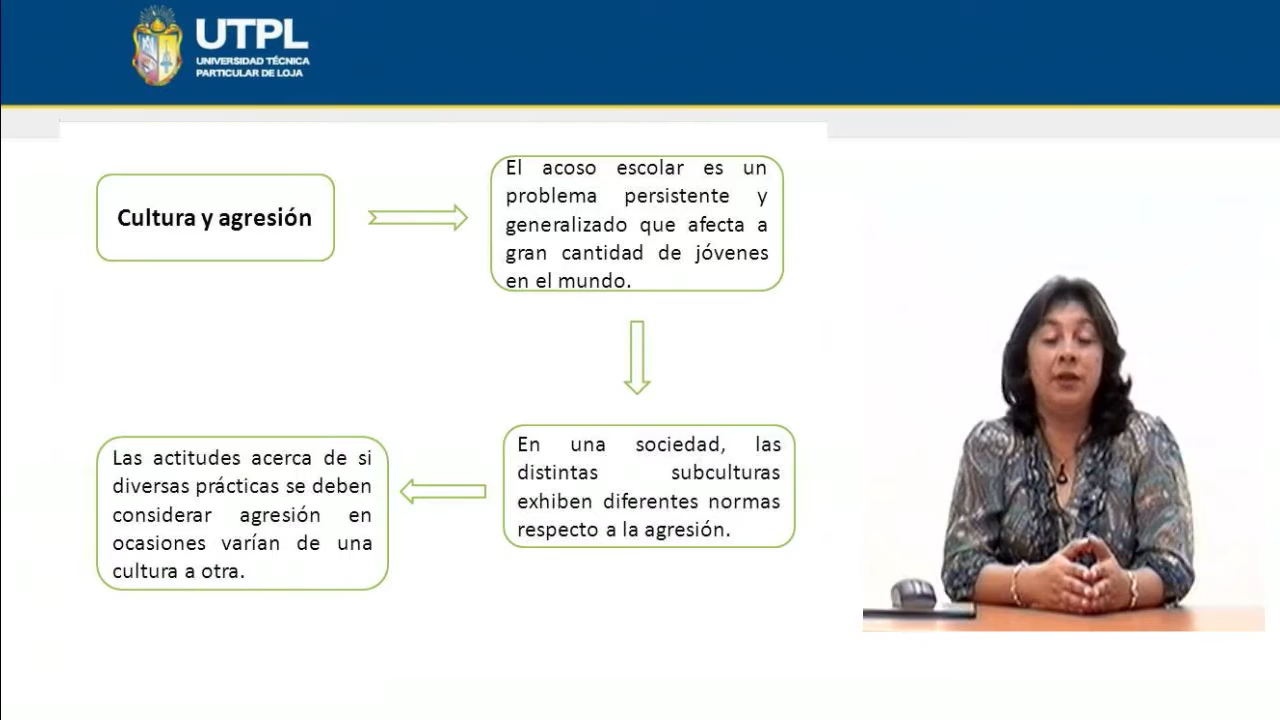 UTPL
UNIVERSIDAD TÉCNICA
PARTICULAR DE LOJA
Cultura y agresión
El acoso escolar es un
problema persistente y
generalizado que afecta a
gran cantidad de jóvenes
en el mundo.
En una sociedad, las
distintas subculturas
exhiben diferentes normas
respecto a la agresión.
Las actitudes acerca de si
diversas prácticas se deben
considerar agresión en
ocasiones varían de una
cultura a otra.